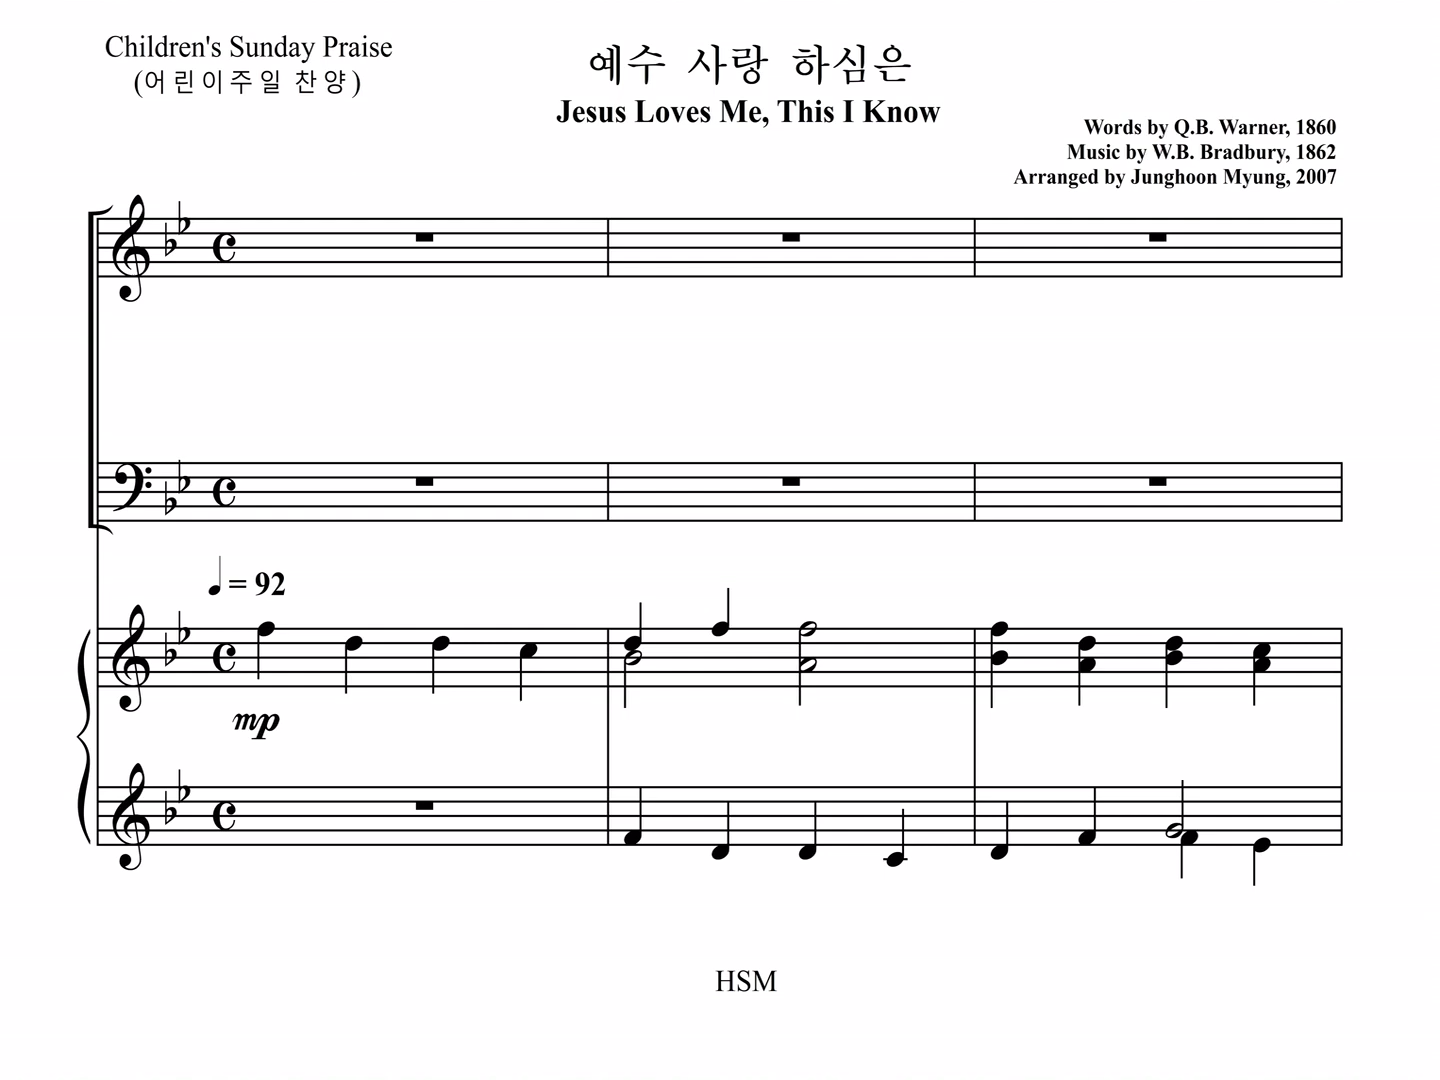 Children's Sunday Praise
(어린이주일 찬양)
예수 사랑 하심은
Jesus Loves Me, This I Know
Words by Q.B. Warner, 1860
Music by W.B. Bradbury, 1862
Arranged by Junghoon Myung, 2007
= 92
mp
HSM